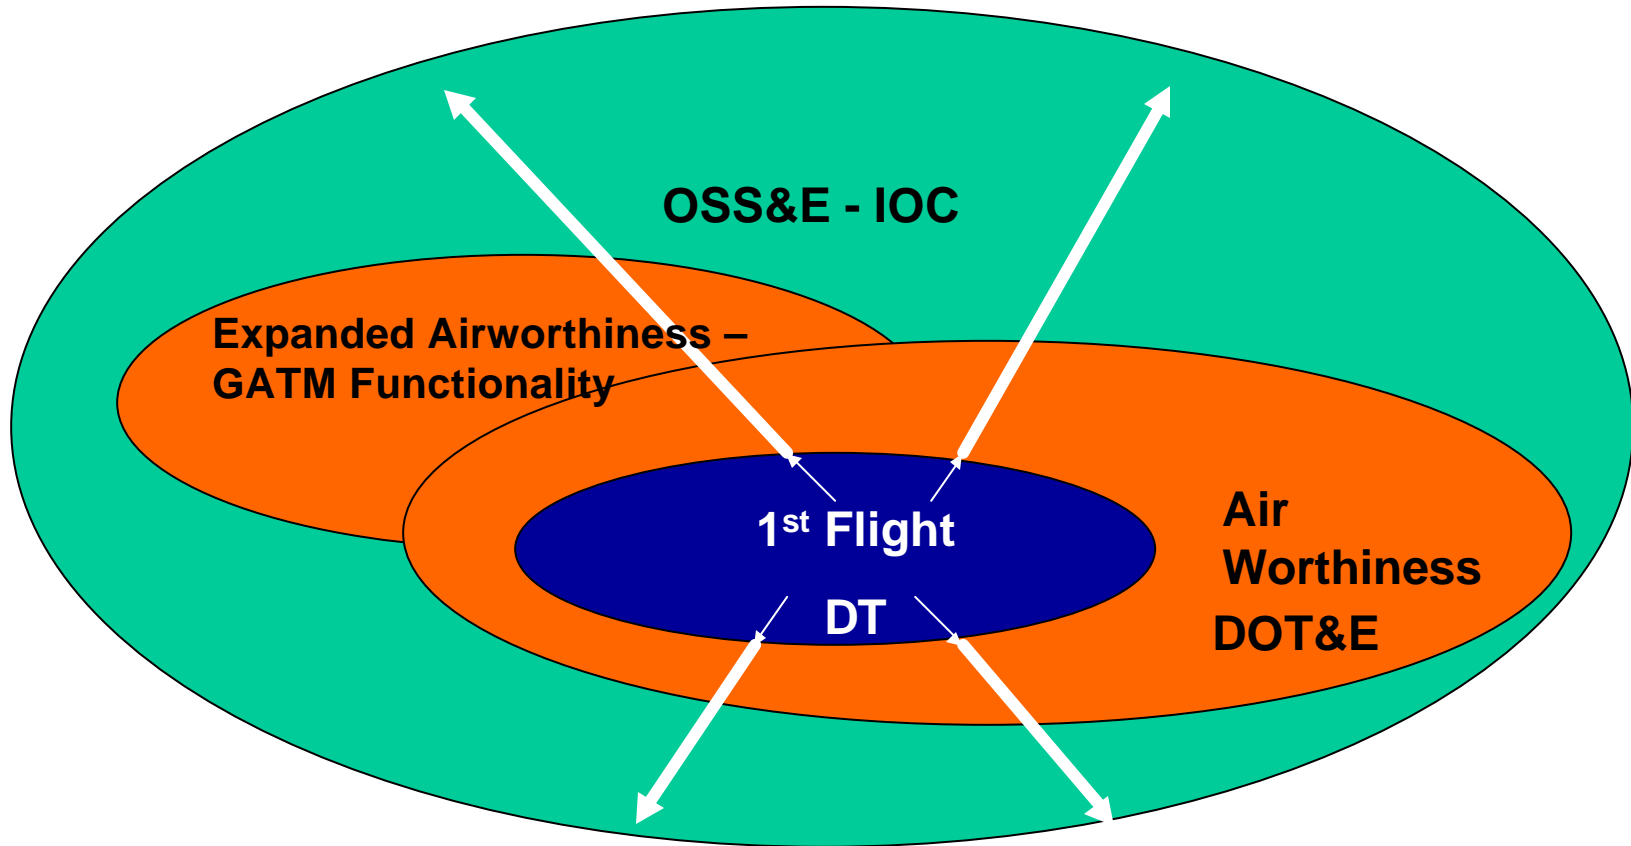 OSS&E - IOC
Expanded Airworthiness –
GATM Functionality
1st Flight
DT
Air
Worthiness
DOT&E